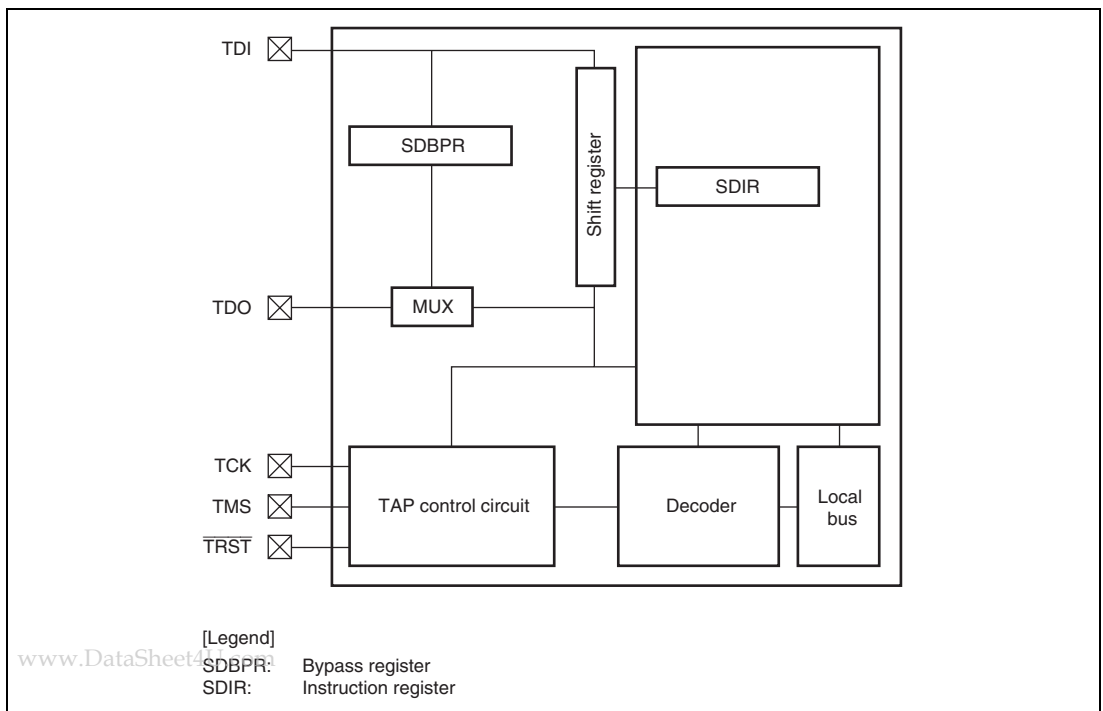 TDI
SDBPR
Shift register
SDIR
TDO
MUX
TCK
TMS
TRST
TAP control circuit
Decoder
Local
bus
[Legend]
SDBPR: Bypass register
SDIR: Instruction register
www.DataSheet4U.com